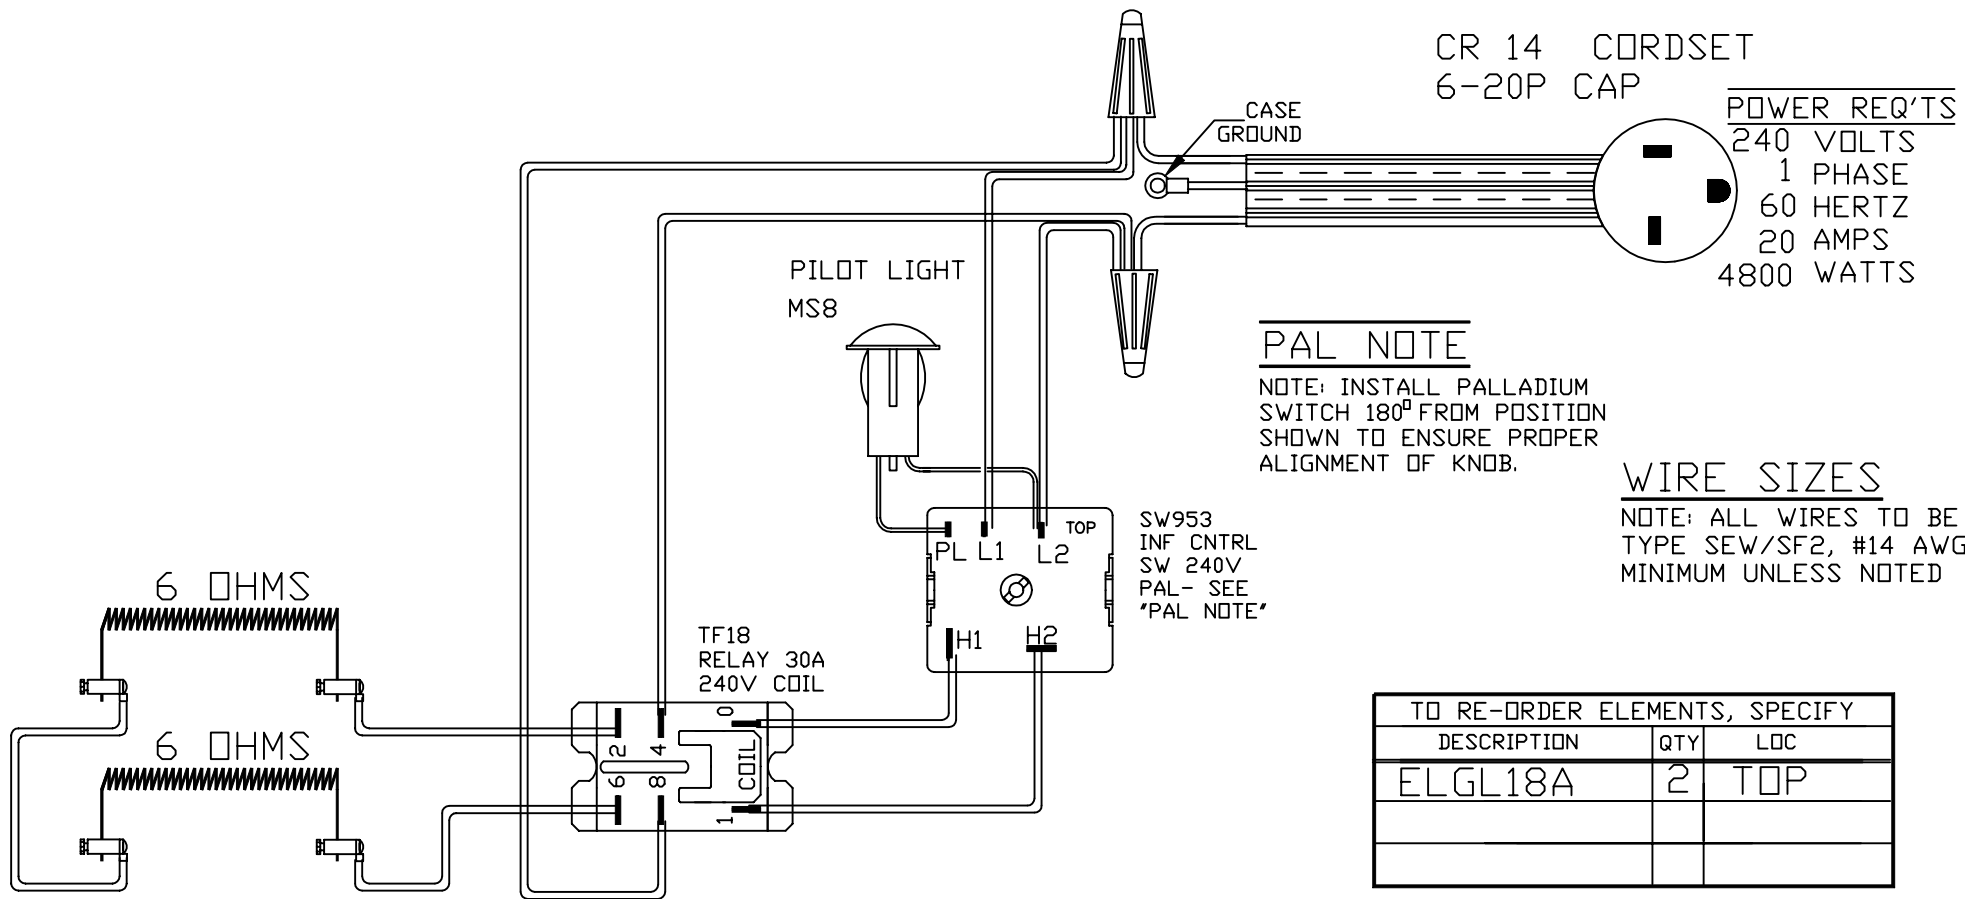 CR 14 CORDSET
6-20P CAP
POWER REQ'TS
240 VOLTS
1 PHASE
60 HERTZ
20 AMPS
4800 WATTS
CASE
GROUND
PILOT LIGHT
MS8
PAL NOTE
NOTE: INSTALL PALLADIUM
SWITCH 180° FROM POSITION
SHOWN TO ENSURE PROPER
ALIGNMENT OF KNOB.
WIRE SIZES
NOTE: ALL WIRES TO BE
TYPE SEW/SF2, #14 AWG
MINIMUM UNLESS NOTED
PL L1 L2 TOP
H1 H2
SW953
INF CNTRL
SW 240V
PAL- SEE
"PAL NOTE"
6 OHMS
6 OHMS
TF18
RELAY 30A
240V COIL
2 4 0
6 8 COIL
1
TO RE-ORDER ELEMENTS, SPECIFY
DESCRIPTION QTY LOC
ELGL18A 2 TOP